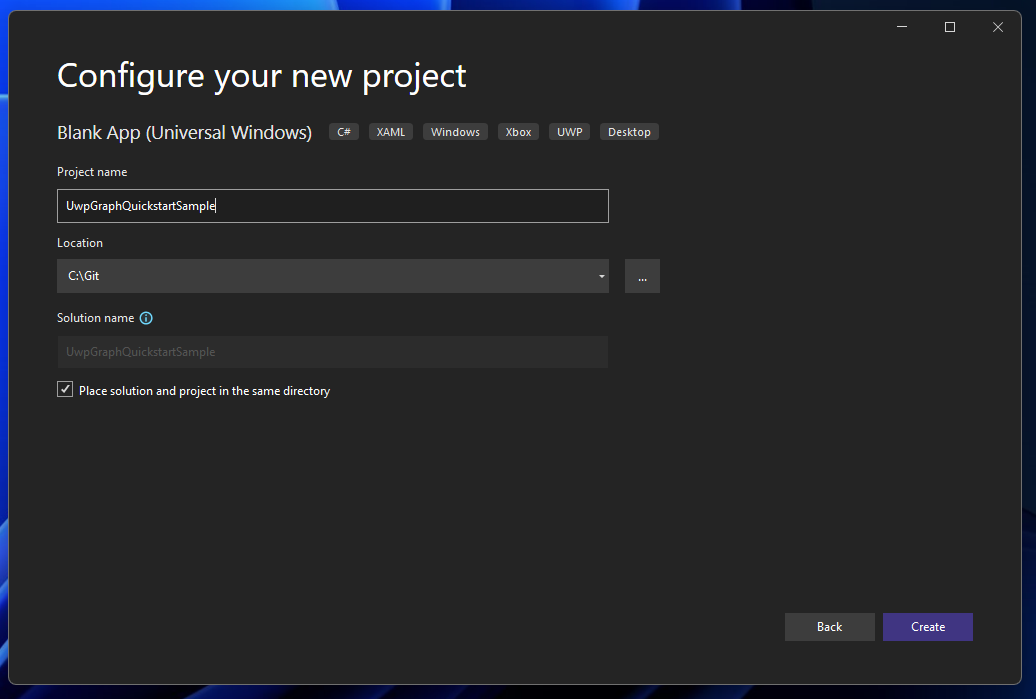 Configure your new project
Blank App (Universal Windows) C# XAML Windows Xbox UWP Desktop
Project name
UwpGraphQuickstartSample
Location
C:\Git
...
Solution name
UwpGraphQuickstartSample
Place solution and project in the same directory
Back Create